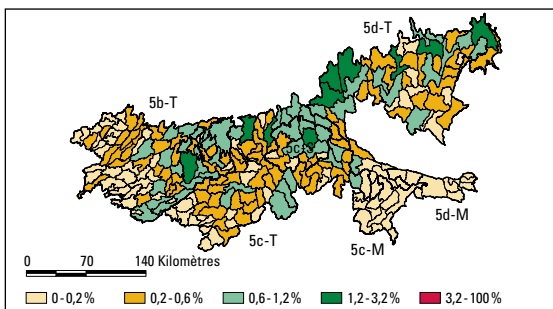 5d-T
5b-T
5c-S
5d-M
5c-T
5c-M
0 70 140 Kilomètres
0-0,2% 0,2-0,6% 0,6-1,2% 1,2-3,2% 3,2-100%